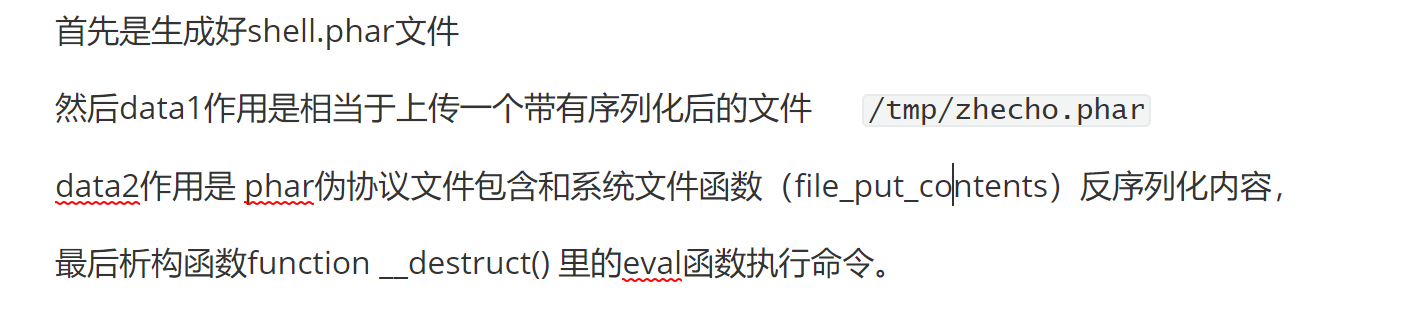 首先是生成好shell.phar文件
然后data1作用是相当于上传一个带有序列化后的文件 /tmp/zhecho.phar
data2作用是 phar伪协议文件包含和系统文件函数（file_put_contents）反序列化内容，
最后析构函数function __destruct() 里的eval函数执行命令。